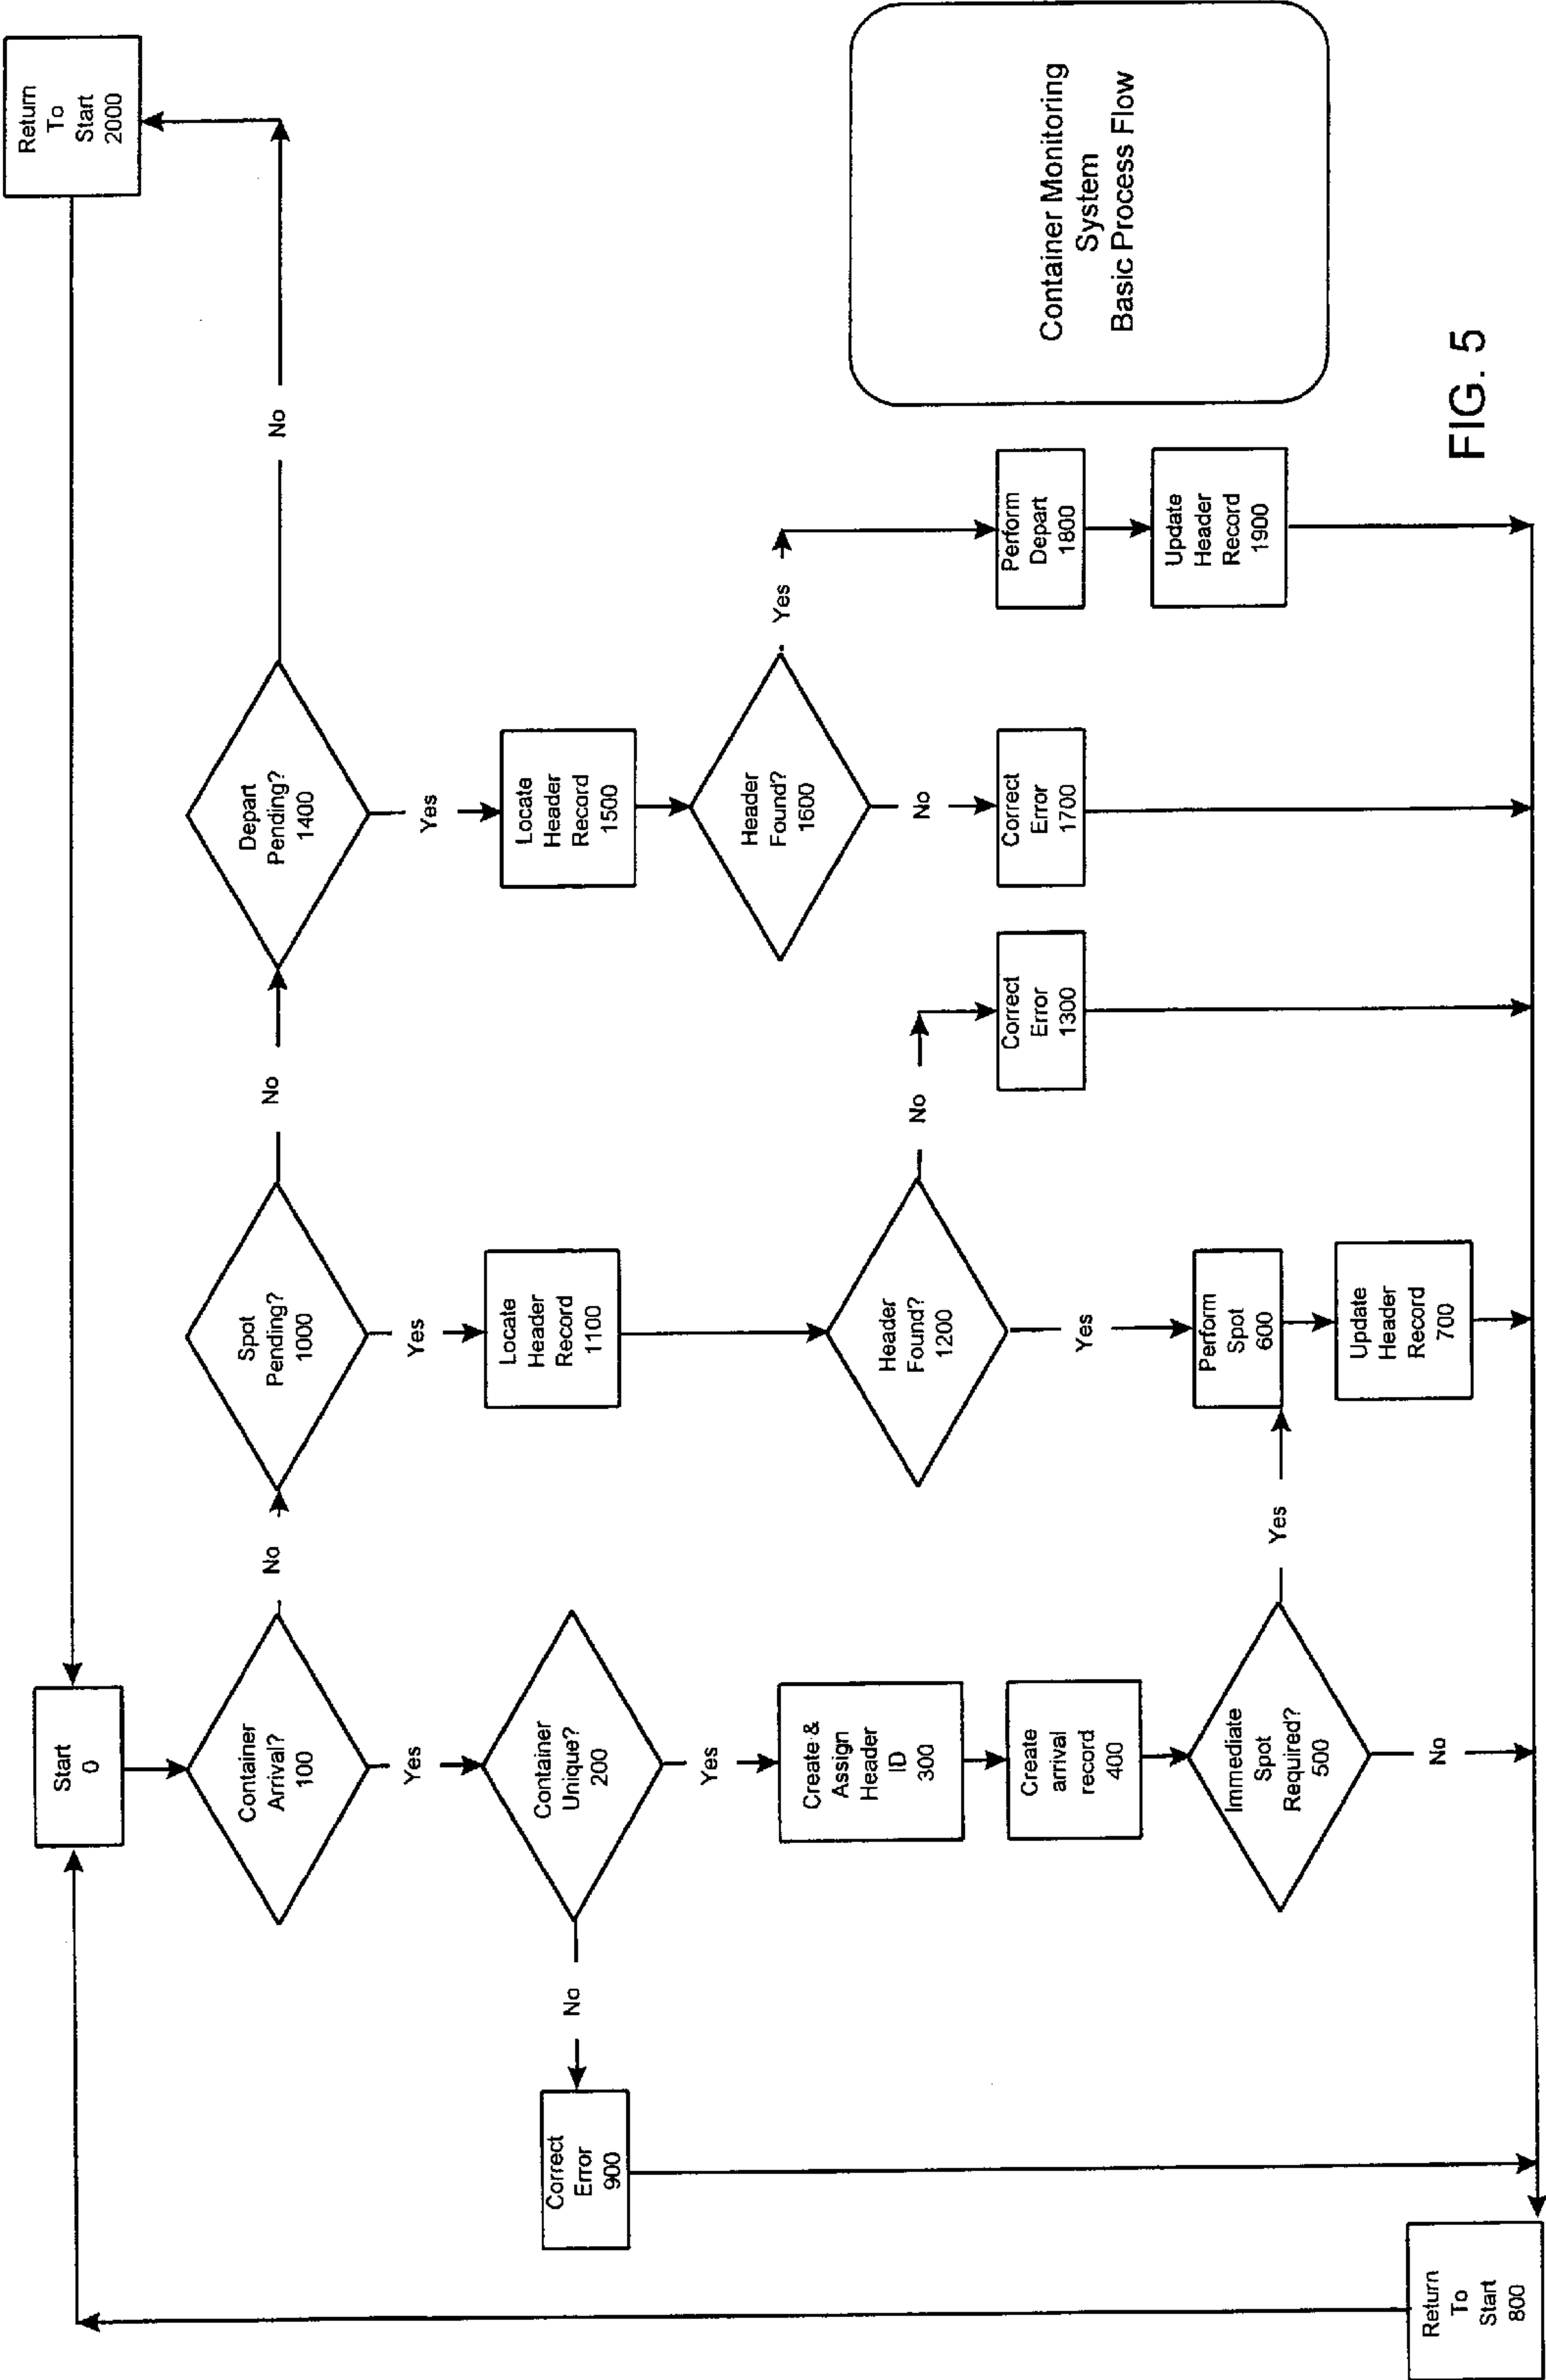 Start
0
Return
To
Start
2000
Container
Arrival?
100
No
Spot
Pending?
1000
No
Depart
Pending?
1400
No
Yes
Yes
Yes
Correct
Error
900
No
Container
Unique?
200
Locate
Header
Record
1100
Locate
Header
Record
1500
Yes
Create &
Assign
Header
ID
300
Header
Found?
1200
No
Header
Found?
1600
Yes
No
Create
arrival
record
400
Correct
Error
1300
Correct
Error
1700
Perform
Depart
1800
Yes
Immediate
Spot
Required?
500
Yes
Perform
Spot
600
Update
Header
Record
1900
No
Update
Header
Record
700
Return
To
Start
800
Container Monitoring
System
Basic Process Flow
FIG. 5